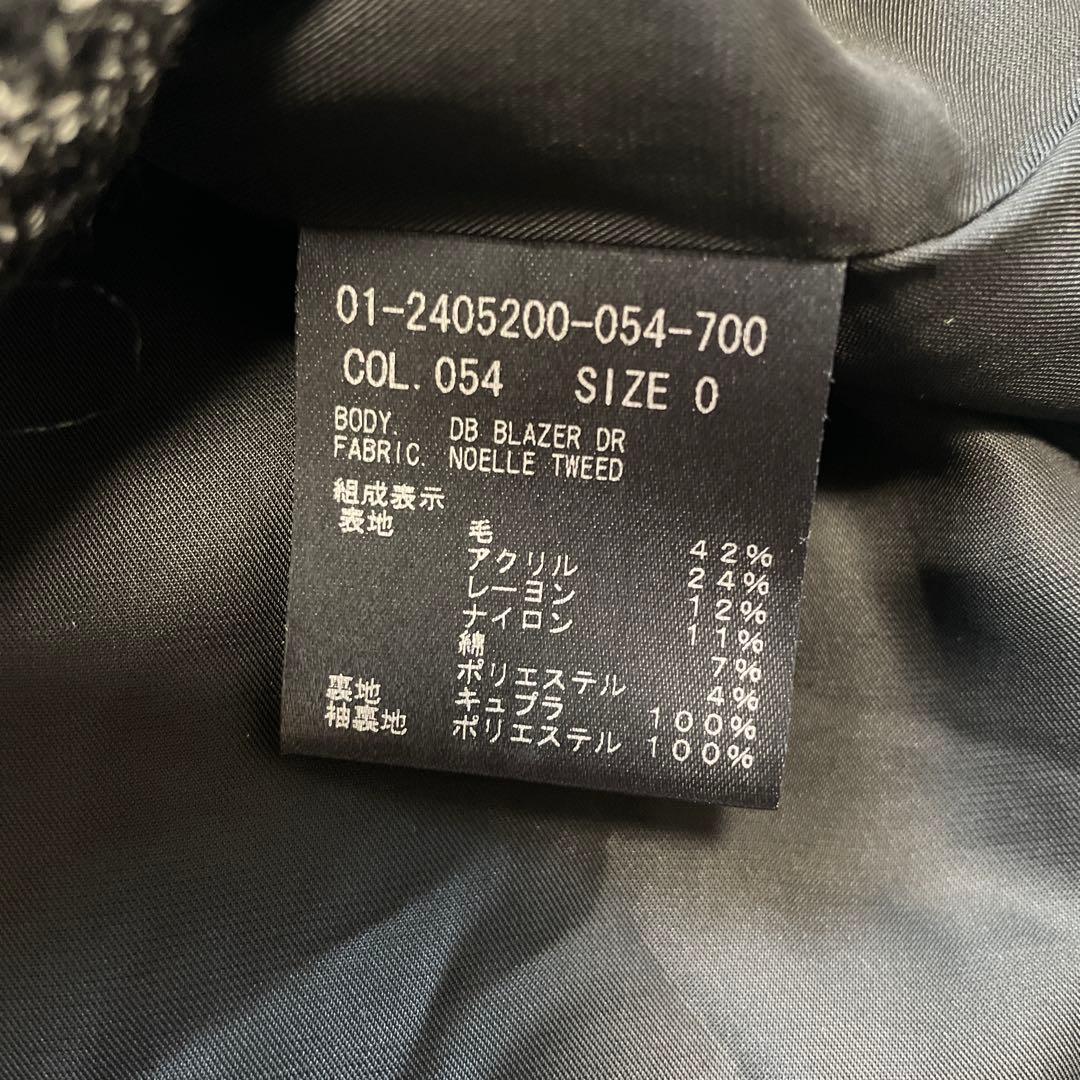 01-2405200-054-700
COL. 054 SIZE 0
BODY. DB BLAZER DR
FABRIC. NOELLE TWEED
組成表示
表地 毛 42%
アクリル 24%
レーヨン 12%
ナイロン 11%
綿 7%
ポリエステル 4%
裏地 キュプラ 100%
袖裏地 ポリエステル 100%